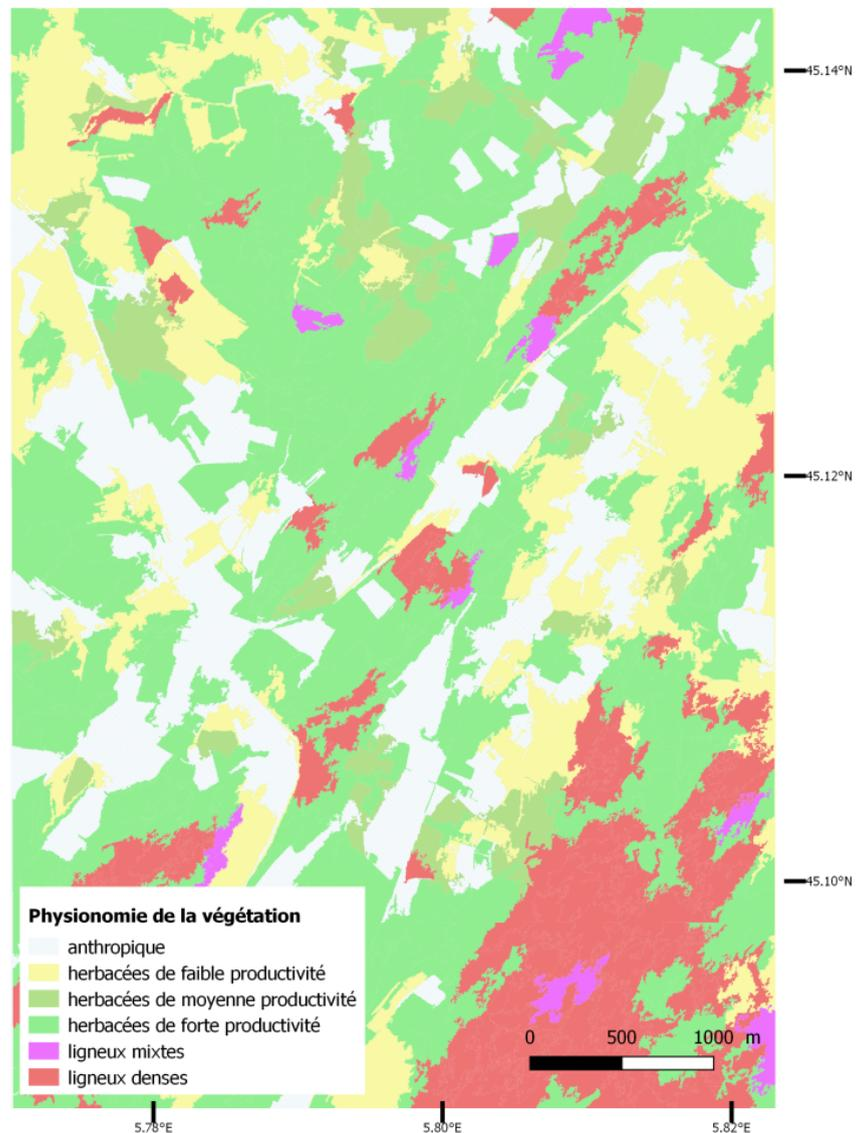 45.14°N
45.12°N
45.10°N
Physionomie de la végétation
anthropique
herbacées de faible productivité
herbacées de moyenne productivité
herbacées de forte productivité
ligneux mixtes
ligneux denses
0 500 1000 m
5.78°E 5.80°E 5.82°E